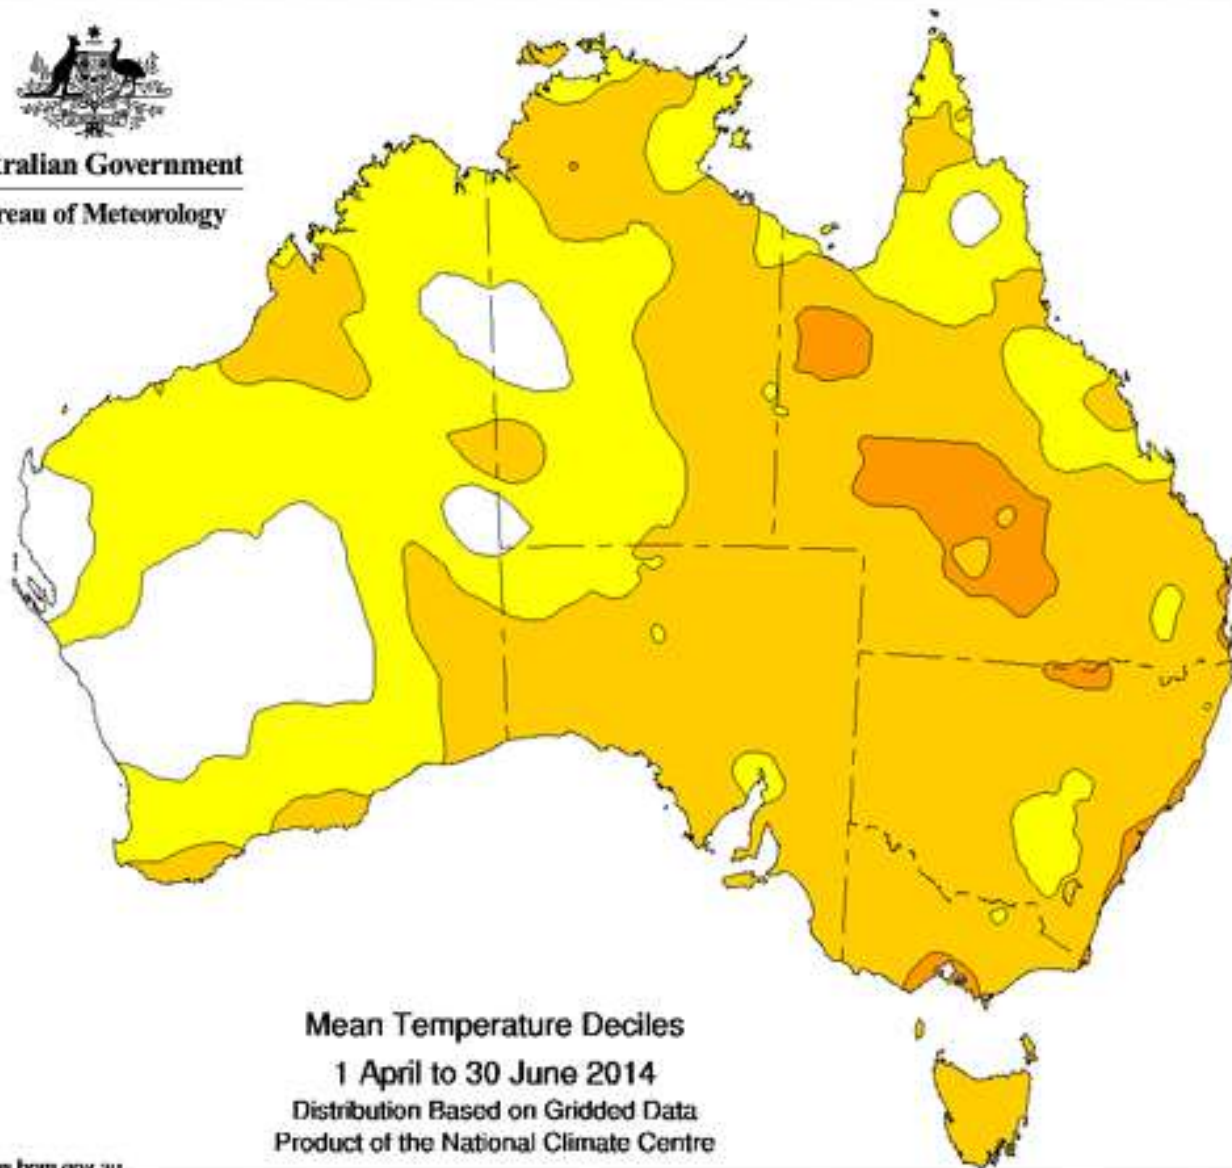 tralian Government
reau of Meteorology
Mean Temperature Deciles
1 April to 30 June 2014
Distribution Based on Gridded Data
Product of the National Climate Centre